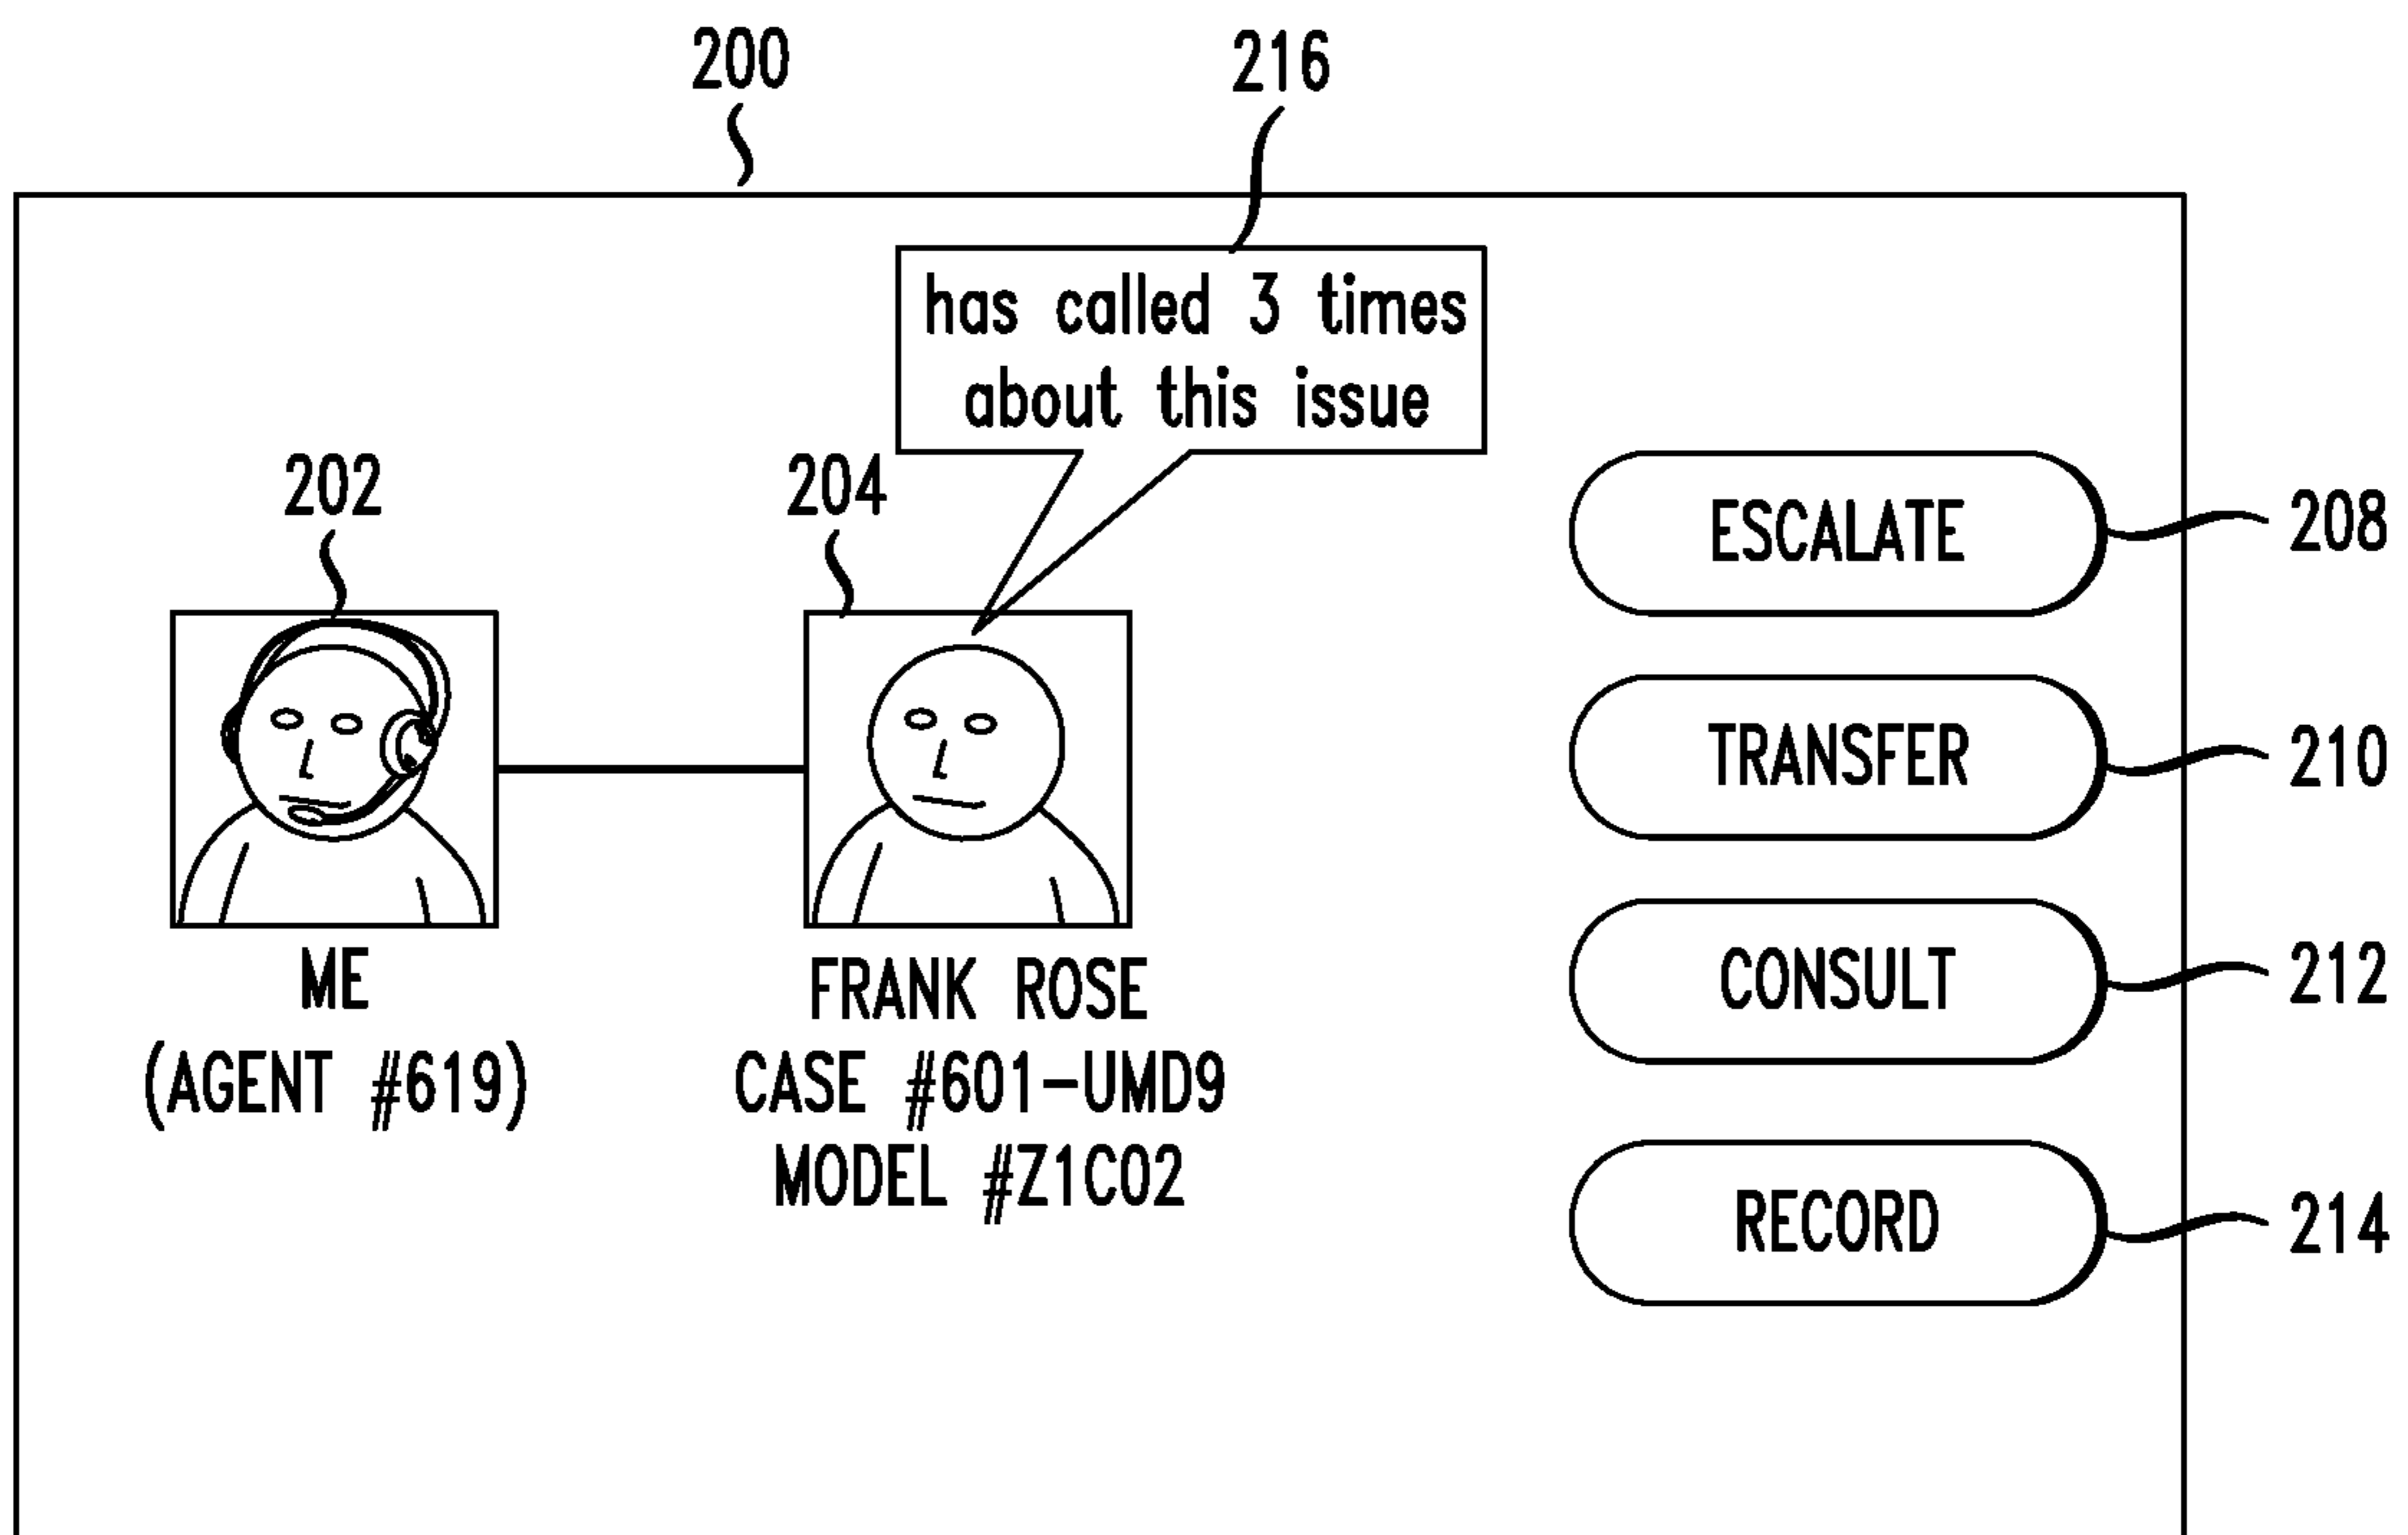 200
216
has called 3 times
about this issue
202
204
ESCALATE
208
TRANSFER
210
CONSULT
212
RECORD
214
ME
(AGENT #619)
FRANK ROSE
CASE #601-UMD9
MODEL #Z1C02